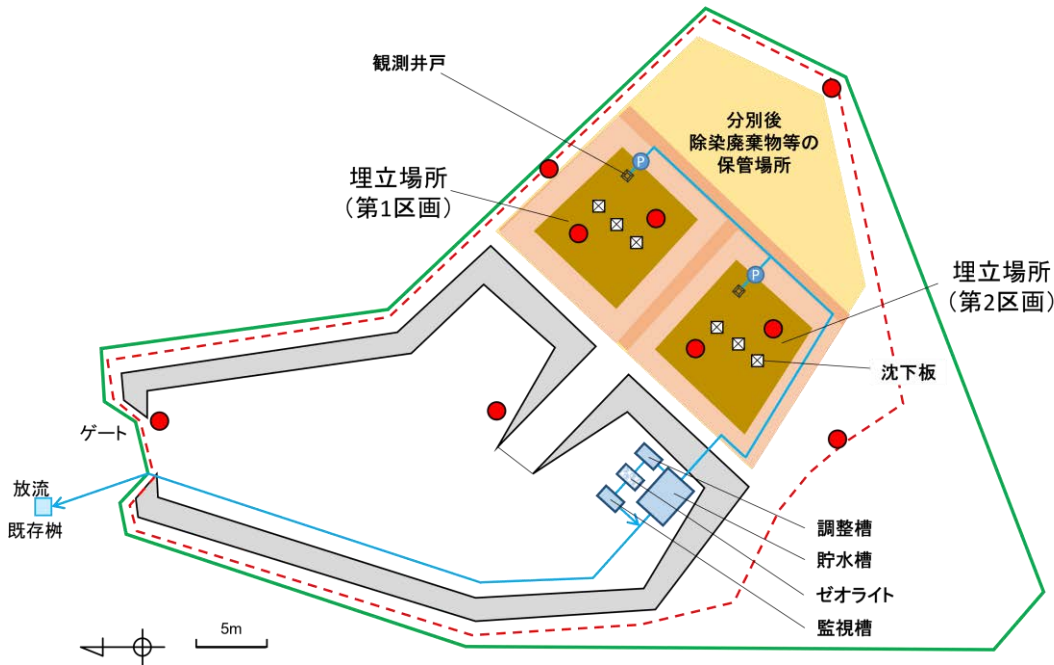 観測井戸
分別後
除染廃棄物等の
保管場所
埋立場所
（第1区画）
P
P
埋立場所
（第2区画）
沈下板
ゲート
放流
既存桝
調整槽
貯水槽
ゼオライト
監視槽
5m